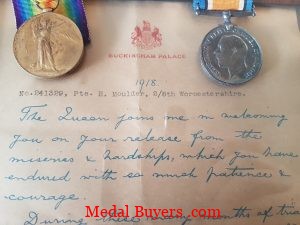 BUCKINGHAM PALACE
1918.
No.241329, Pte. H. Moulder, 2/8th Worcestershire.
The Queen joins me in welcoming
you on your release from the
miseries & hardships, which you have
endured with so much patience &
courage.
During these many months of trial
Medal Buyers .com